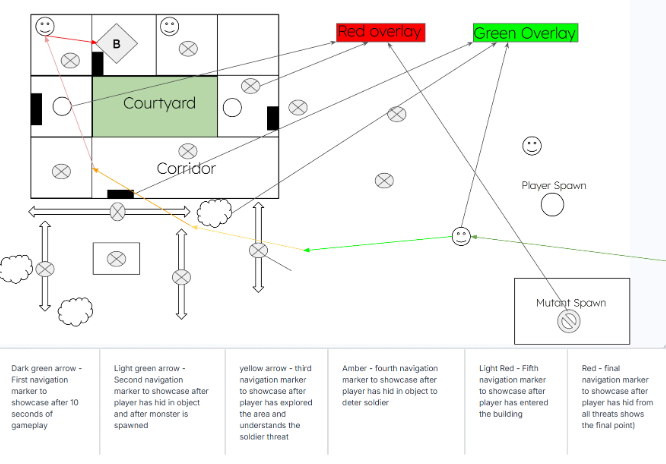 Red overlay
Green Overlay
B
Courtyard
Corridor
Player Spawn
Mutant Spawn
Dark green arrow -
First navigation
marker to
showcase after 10
seconds of
gameplay
Light green arrow -
Second navigation
marker to
showcase after
player has hid in
object
and after monster is
spawned
yellow arrow - third
navigation marker
to showcase after
player has explored
the area and
understands the
soldier threat
Amber - fourth navigation
marker to showcase after
player has hid in object to
deter soldier
Light Red - Fifth
navigation
marker to
showcase after
player has entered
the building
Red - final
navigation marker
to showcase after
player has hid from
all threats shows
the final point)